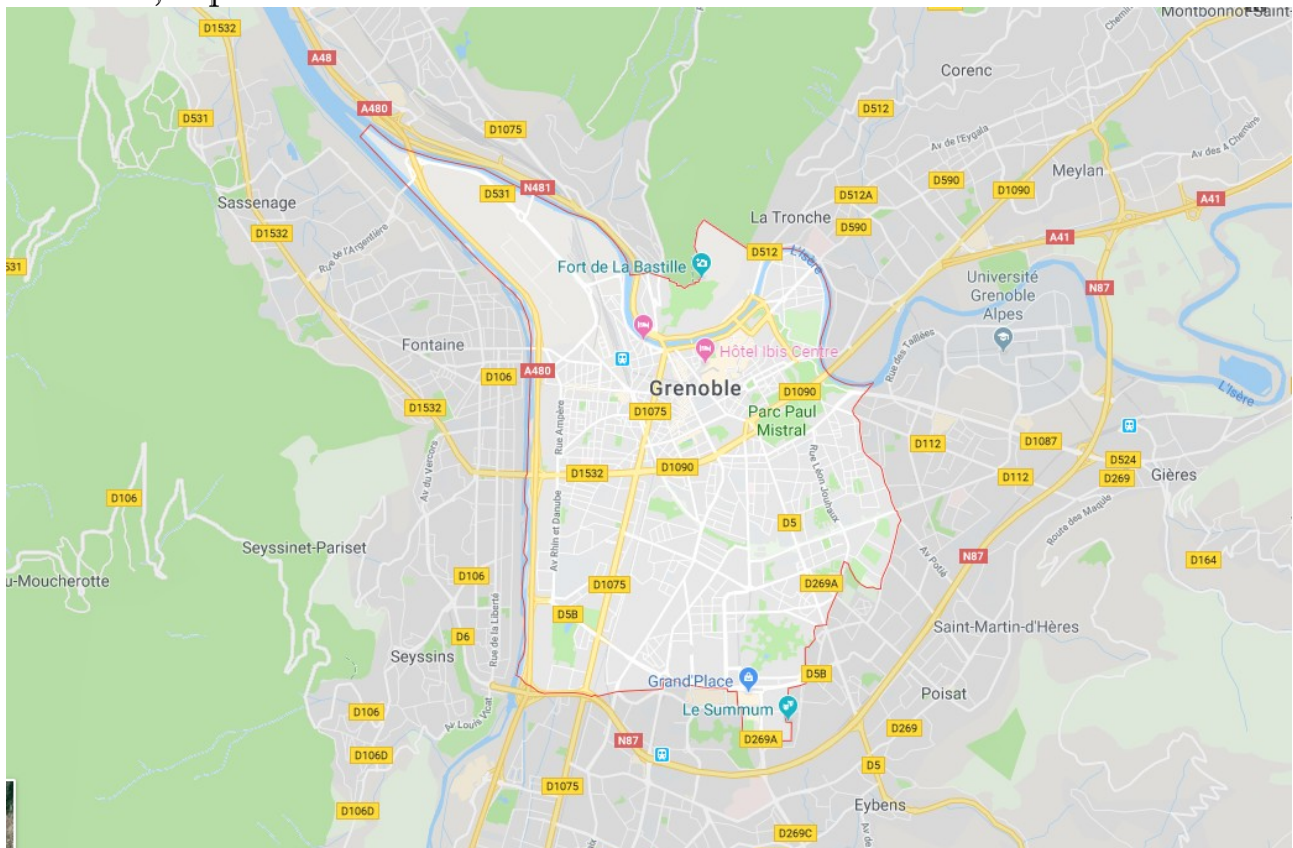 D1532
A48
Montbonnot-Saint-
Corenc
A480
D531
D1075
D512
Av de l'Eygala
Av des 4 Chemins
Meylan
N481
D531
D590
D1090
D512A
A41
Sassenage
La Tronche
D590
D1532
Rue de l'Argentière
D512
L'Isère
A41
531
Fort de La Bastille
Université
Grenoble
Alpes
N87
Fontaine
Hôtel Ibis Centre
Rue des Taillées
D106
A480
Grenoble
D1090
L'Isère
D1532
D1075
Parc Paul
Mistral
Rue Ampère
D112
D1087
Rue Léon Jouhaux
D524
D1532
D1090
D112
D269
Gières
Av du Vercors
D106
Av Rhin et Danube
D5
Route des Maquis
Seyssinet-Pariset
Av Potié
N87
D164
u-Moucherotte
D106
D1075
D269A
Rue de la Liberté
D5B
Saint-Martin-d'Hères
D6
Seyssins
Grand'Place
D5B
Poisat
Le Summum
D106
Av Louis Vicat
N87
D269A
D269
D106D
D5
D1075
Eybens
D106D
D269C
Av de